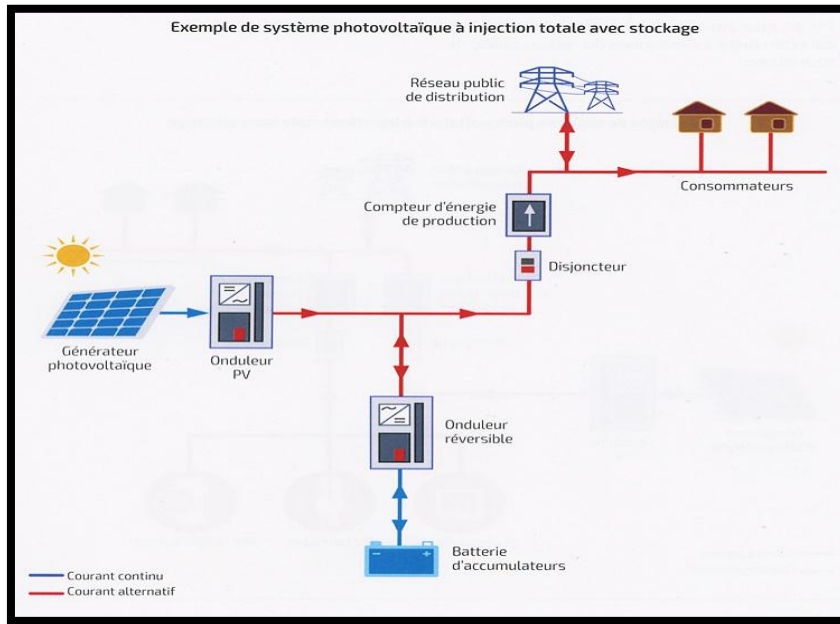 Exemple de système photovoltaïque à injection totale avec stockage
Réseau public
de distribution
Consommateurs
Compteur d'énergie
de production
Disjoncteur
Générateur
photovoltaïque
Onduleur
PV
Onduleur
réversible
Batterie
d'accumulateurs
Courant continu
Courant alternatif